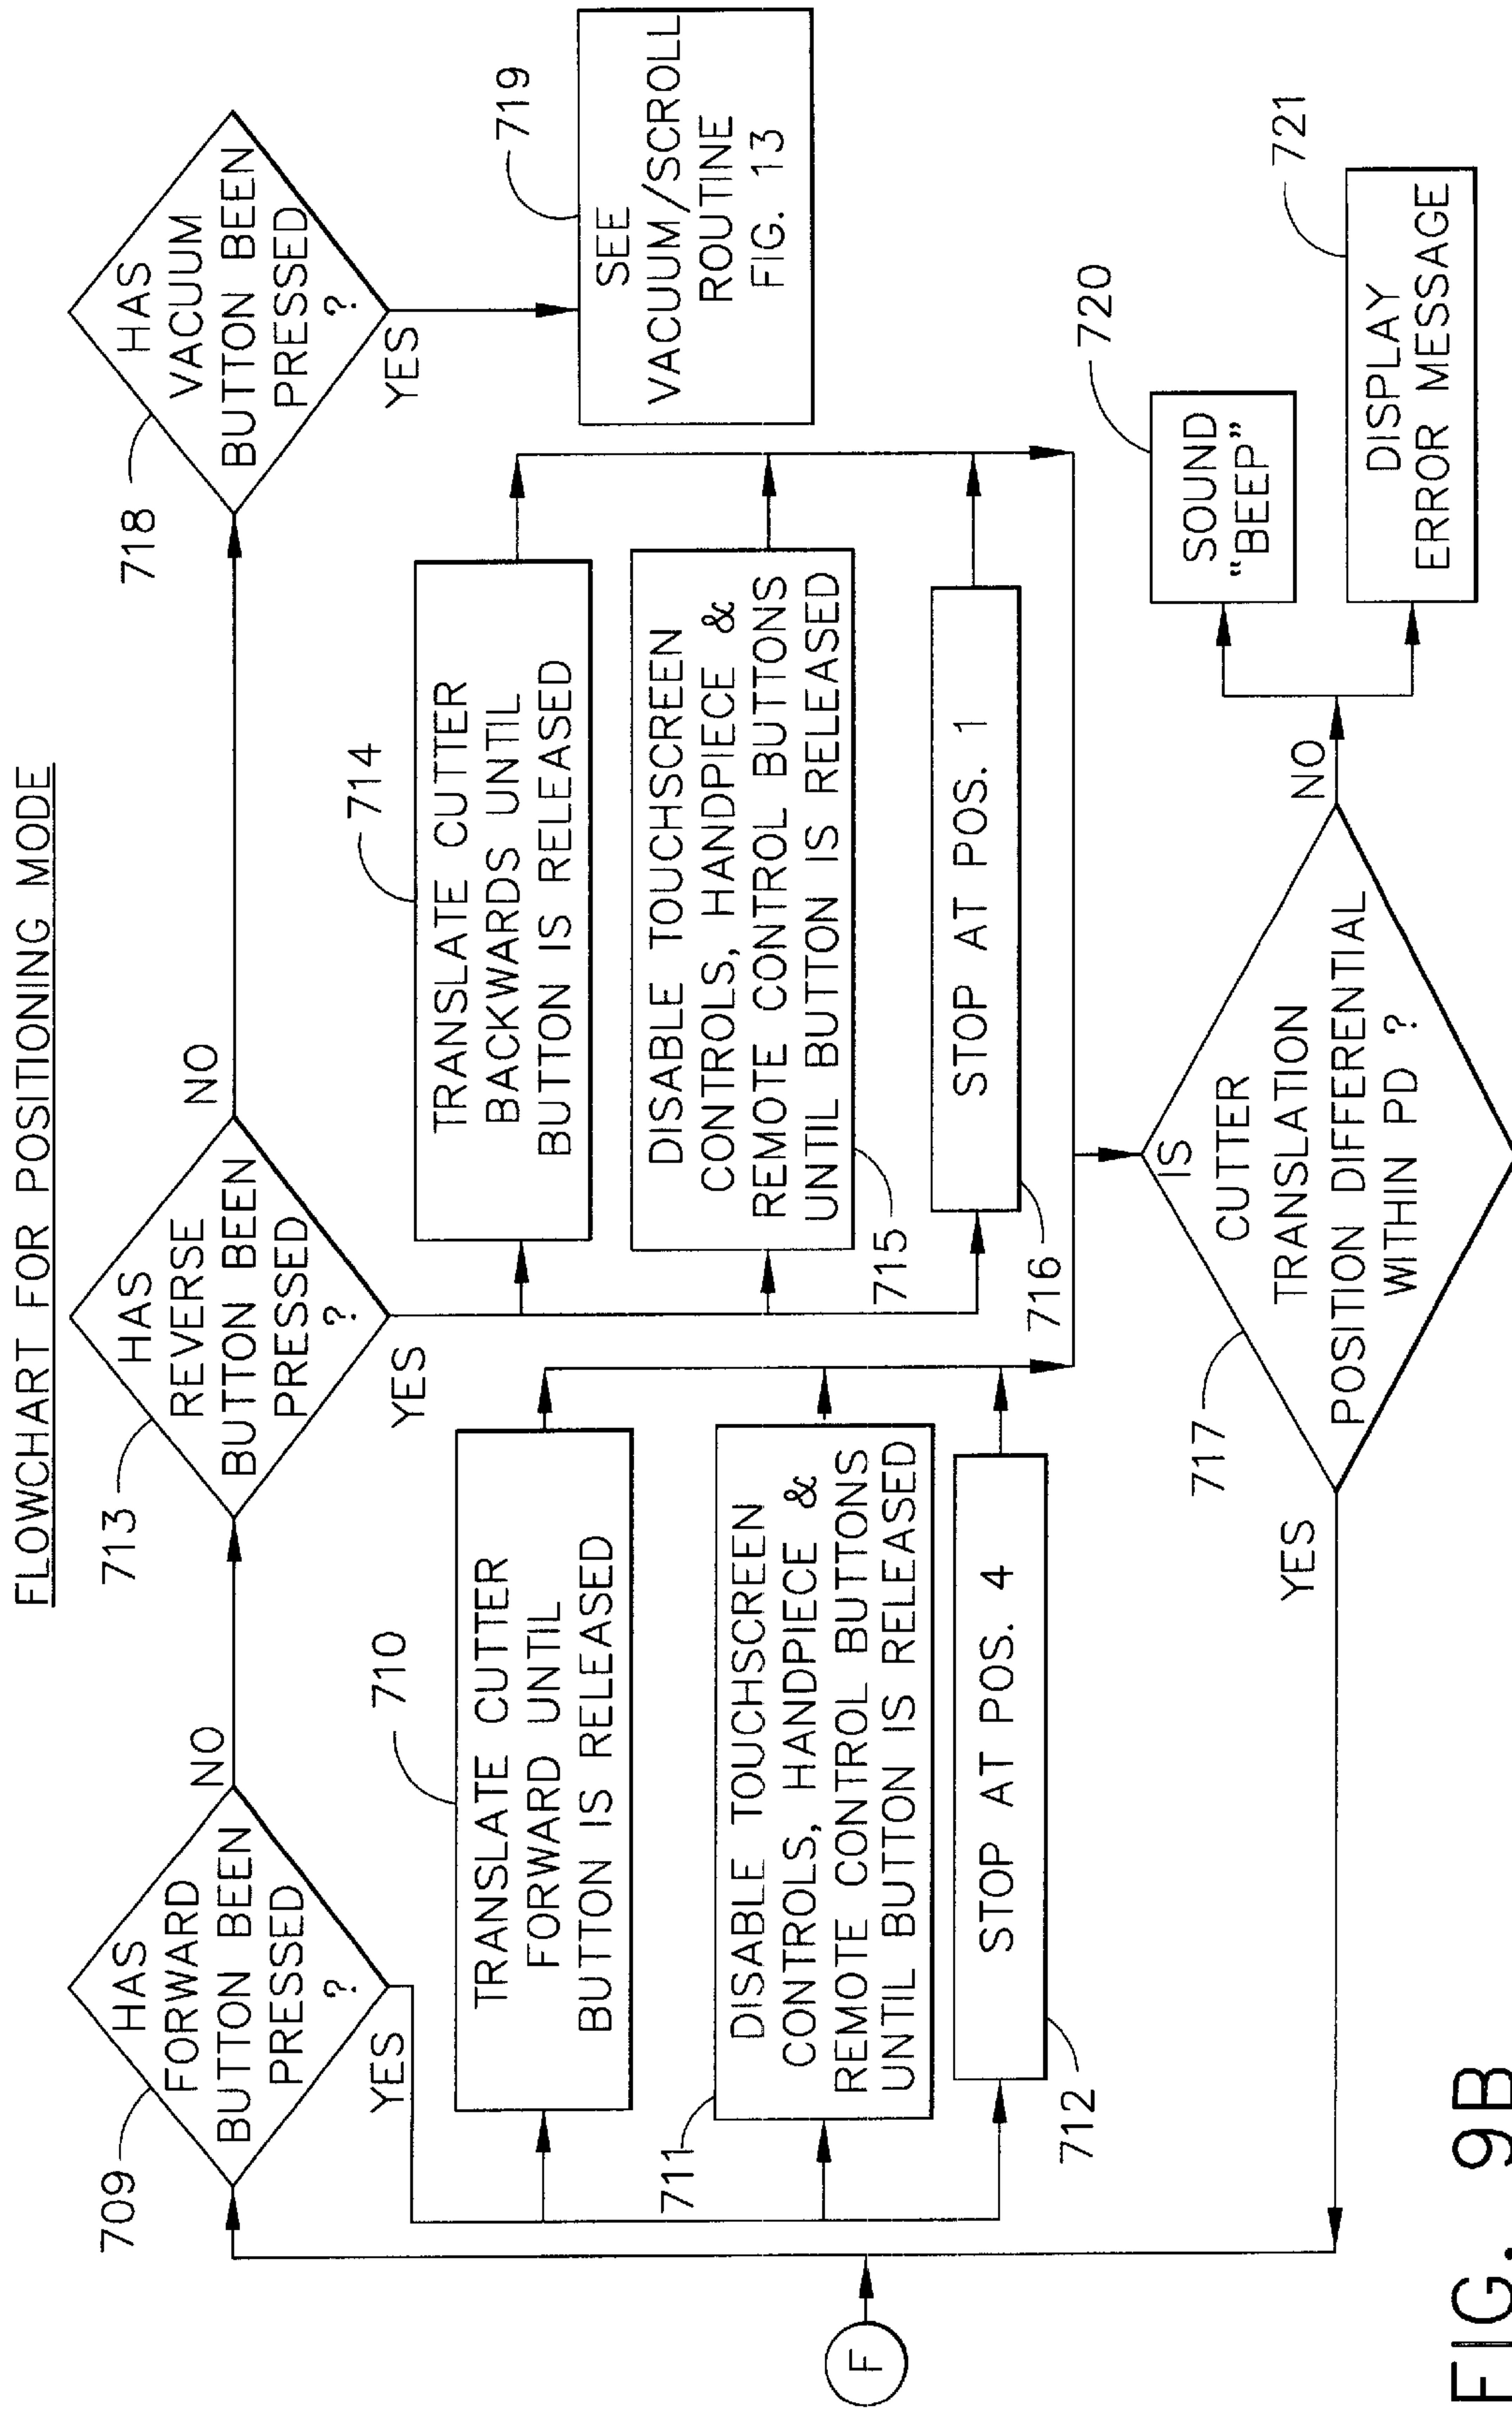 FLOWCHART FOR POSITIONING MODE
709
HAS
FORWARD
BUTTON BEEN
PRESSED
?
NO
YES
713
HAS
REVERSE
BUTTON BEEN
PRESSED
?
NO
YES
718
HAS
VACUUM
BUTTON BEEN
PRESSED
?
YES
719
SEE
VACUUM/SCROLL
ROUTINE
FIG. 13
710
TRANSLATE CUTTER
FORWARD UNTIL
BUTTON IS RELEASED
711
DISABLE TOUCHSCREEN
CONTROLS, HANDPIECE &
REMOTE CONTROL BUTTONS
UNTIL BUTTON IS RELEASED
STOP AT POS. 4
712
714
TRANSLATE CUTTER
BACKWARDS UNTIL
BUTTON IS RELEASED
DISABLE TOUCHSCREEN
CONTROLS, HANDPIECE &
REMOTE CONTROL BUTTONS
UNTIL BUTTON IS RELEASED
715
STOP AT POS. 1
716
F
717
IS
CUTTER
TRANSLATION
POSITION DIFFERENTIAL
WITHIN PD ?
YES
NO
720
SOUND
"BEEP"
721
DISPLAY
ERROR MESSAGE
FIG. 9B